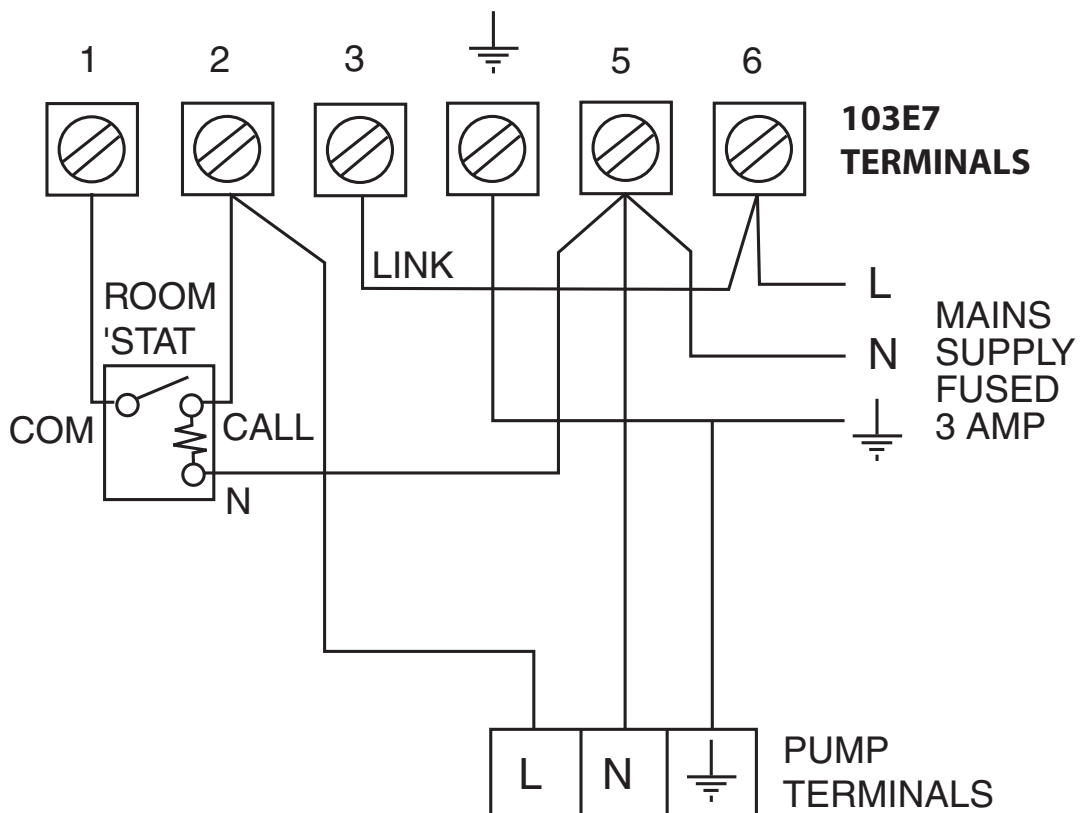 1 2 3 5 6
103E7
TERMINALS
LINK
ROOM
'STAT
COM
CALL
N
L
N
MAINS
SUPPLY
FUSED
3 AMP
L N
PUMP
TERMINALS